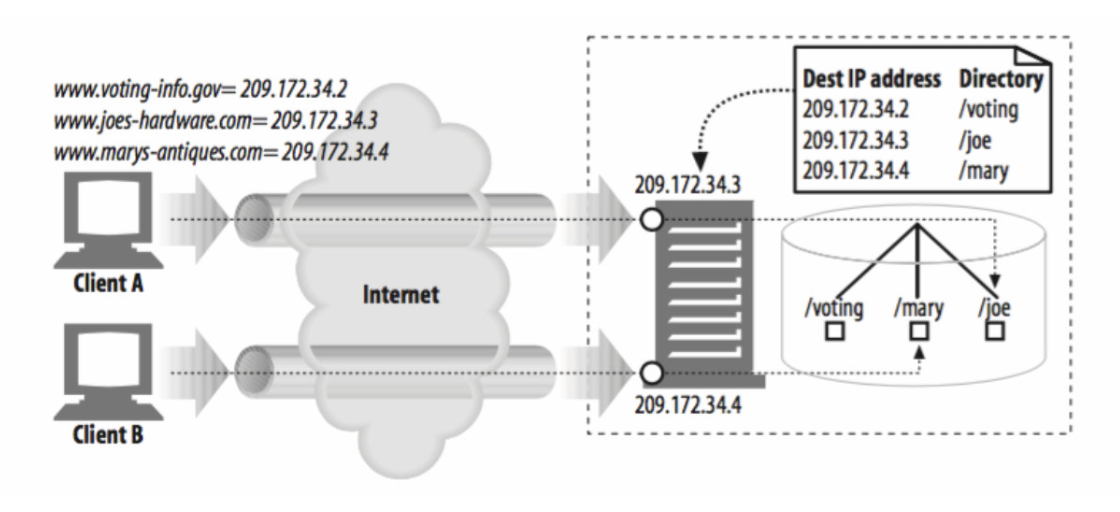 www.voting-info.gov= 209.172.34.2
www.joes-hardware.com= 209.172.34.3
www.marys-antiques.com= 209.172.34.4
Client A
Client B
Internet
Dest IP address Directory
209.172.34.2 /voting
209.172.34.3 /joe
209.172.34.4 /mary
209.172.34.3
209.172.34.4
/voting /mary /joe